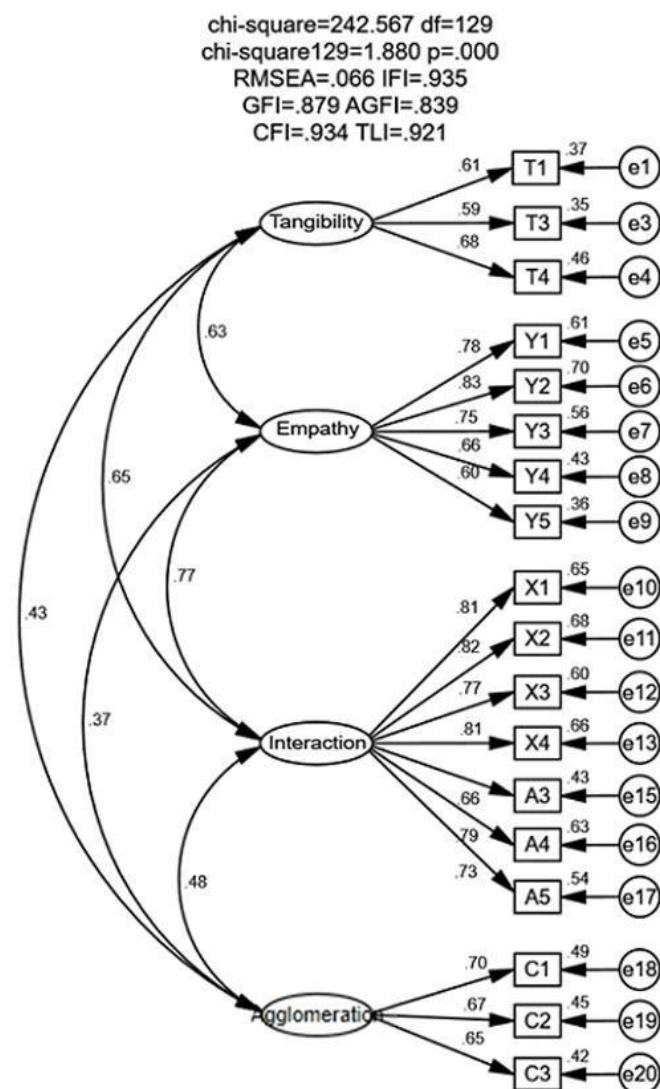 chi-square=242.567 df=129
chi-square129=1.880 p=.000
RMSEA=.066 IFI=.935
GFI=.879 AGFI=.839
CFI=.934 TLI=.921
.61 T1 .37 e1
Tangibility .59 T3 .35 e3
.68 T4 .46 e4
.63
.78 Y1 .61 e5
.83 Y2 .70 e6
Empathy .75 Y3 .56 e7
.66 Y4 .43 e8
.60 Y5 .36 e9
.65
.77
.43
.37
.81 X1 .65 e10
.82 X2 .68 e11
.77 X3 .60 e12
Interaction .81 X4 .66 e13
.66 A3 .43 e15
.79 A4 .63 e16
.73 A5 .54 e17
.48
.70 C1 .49 e18
Agglomeration .67 C2 .45 e19
.65 C3 .42 e20